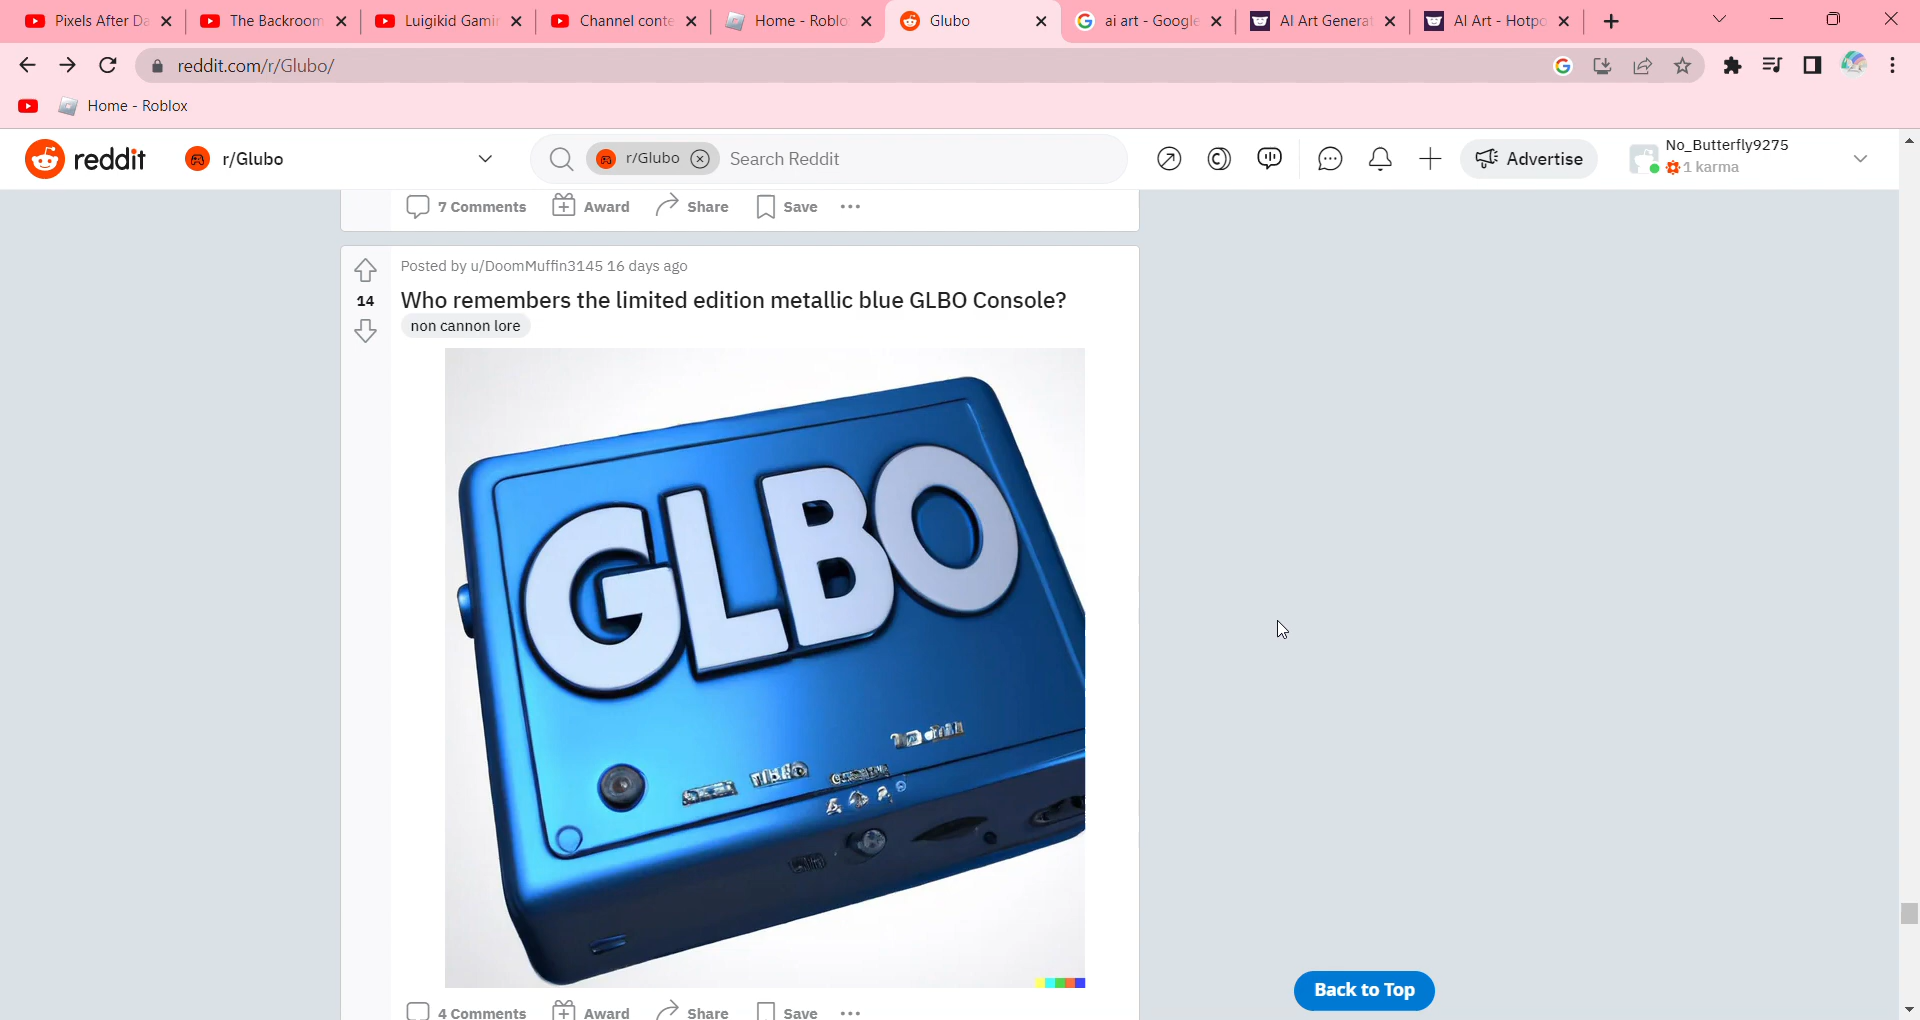 Pixels After Da
The Backroom
Luigikid Gami
Channel conte
Home - Roblo
Glubo
ai art - Google
AI Art Generat
AI Art - Hotpo
reddit.com/r/Glubo/
Home - Roblox
reddit
r/Glubo
r/Glubo
Search Reddit
Advertise
No_Butterfly9275
1 karma
7 Comments
Award
Share
Save
Posted by u/DoomMuffin3145 16 days ago
14
Who remembers the limited edition metallic blue GLBO Console?
non cannon lore
GLBO
Back to Top
4 Comments
Award
Share
Save